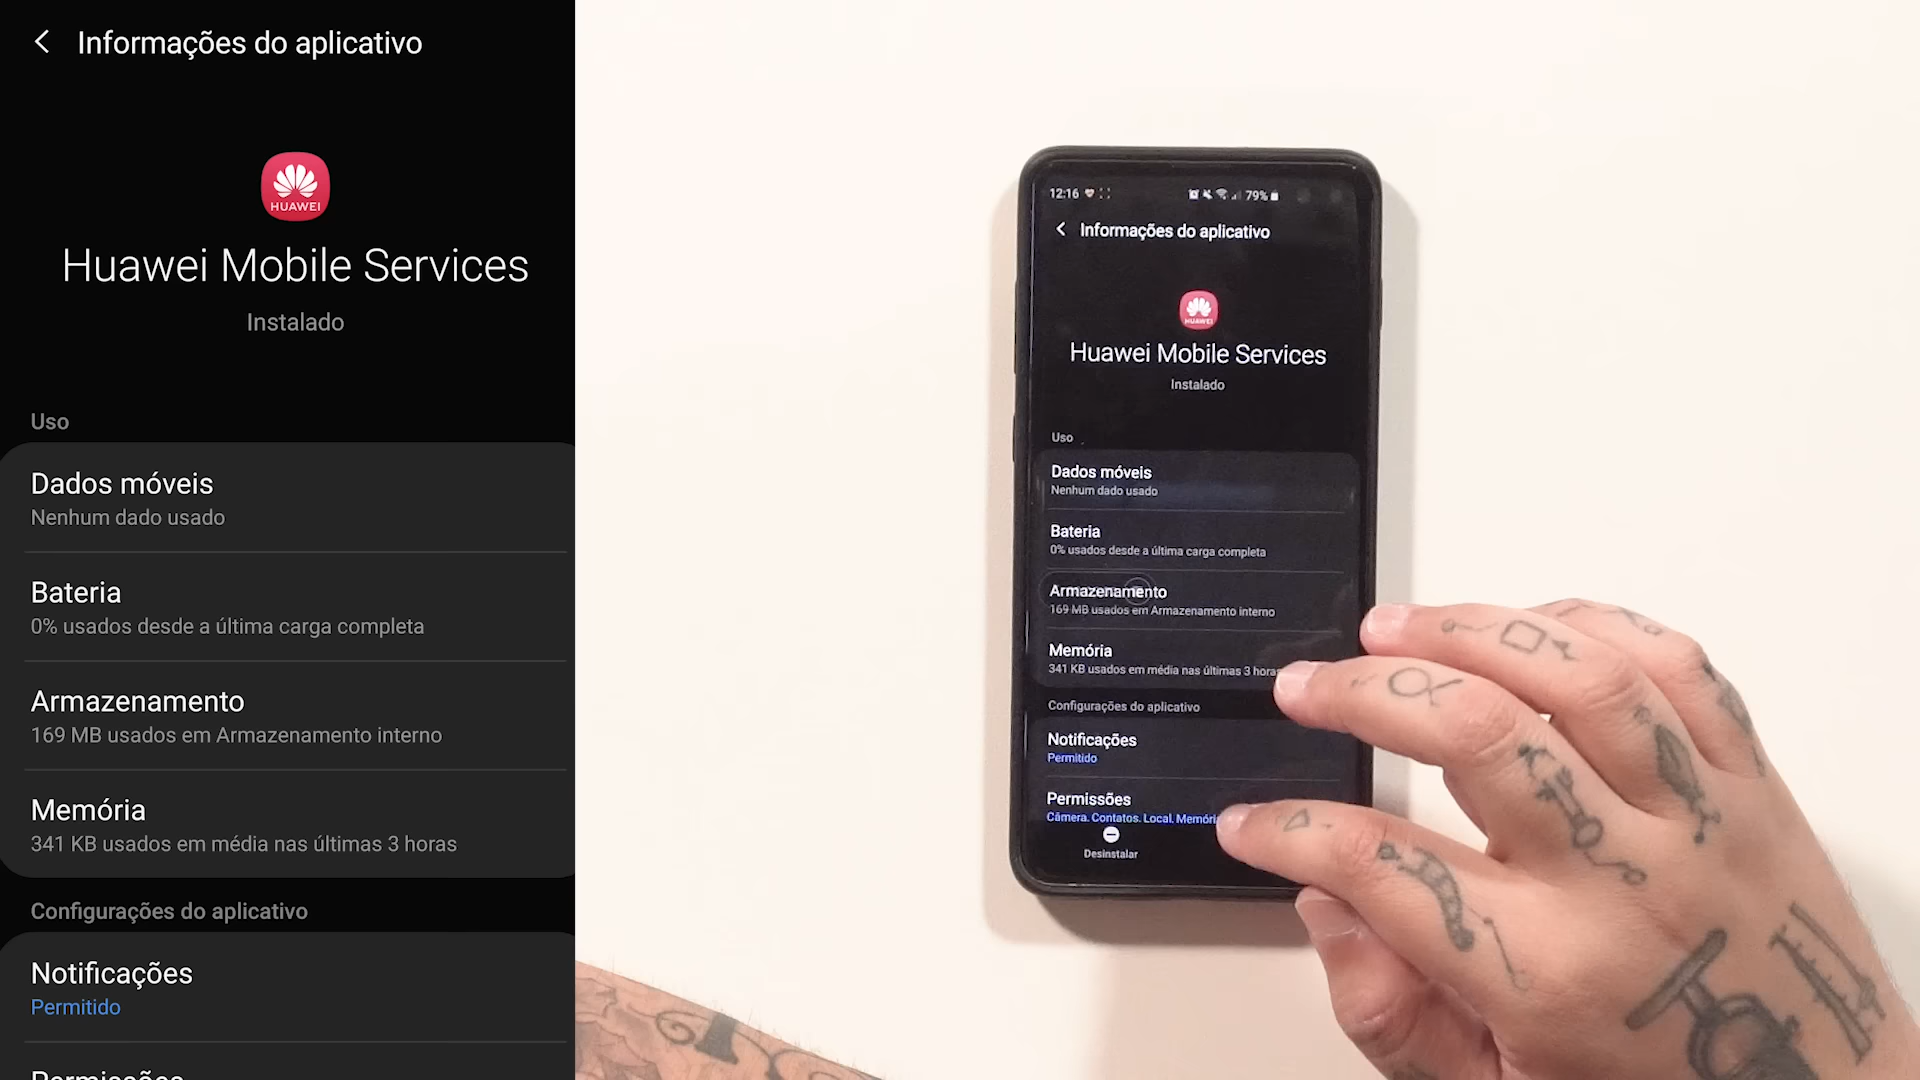 Informações do aplicativo
HUAWEI
Huawei Mobile Services
Instalado
Uso
Dados móveis
Nenhum dado usado
Bateria
0% usados desde a última carga completa
Armazenamento
169 MB usados em Armazenamento interno
Memória
341 KB usados em média nas últimas 3 horas
Configurações do aplicativo
Notificações
Permitido
Permissões
12:16
79%
Informações do aplicativo
HUAWEI
Huawei Mobile Services
Instalado
Uso
Dados móveis
Nenhum dado usado
Bateria
0% usados desde a última carga completa
Armazenamento
169 MB usados em Armazenamento interno
Memória
341 KB usados em média nas últimas 3 horas
Configurações do aplicativo
Notificações
Permitido
Permissões
Câmera, Contatos, Local, Memória
Desinstalar